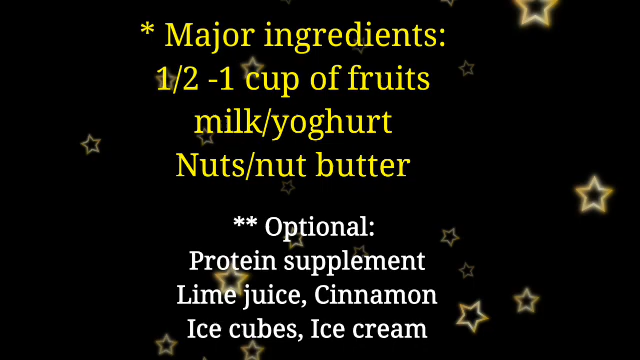 * Major ingredients:
1/2 -1 cup of fruits
milk/yoghurt
Nuts/nut butter
** Optional:
Protein supplement
Lime juice, Cinnamon
Ice cubes, Ice cream